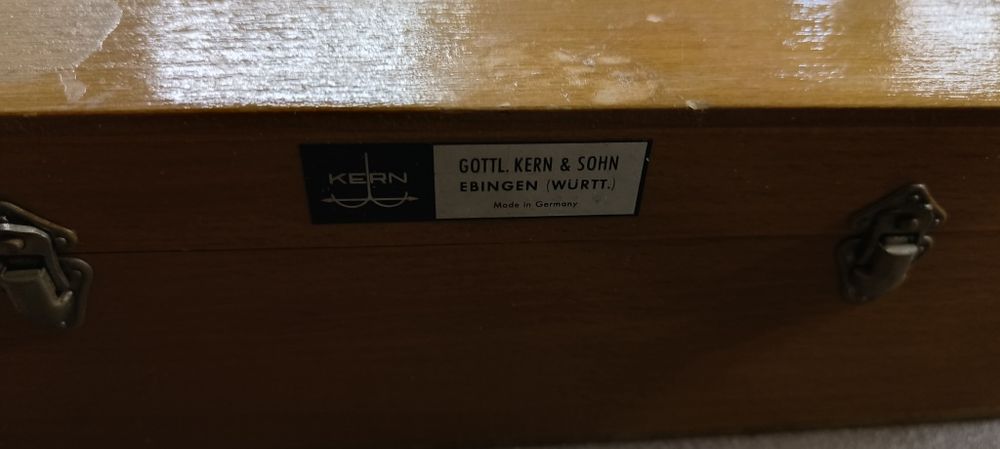 KERN
GOTTL. KERN & SOHN
EBINGEN (WÜRTT.)
Made in Germany